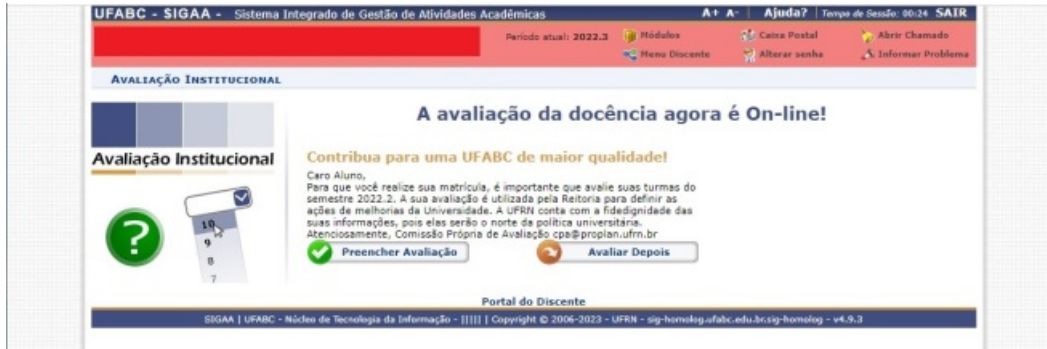 UFABC - SIGAA - Sistema Integrado de Gestão de Atividades Acadêmicas A+ A- Ajuda? Tempo de Sessão: 00:24 SAIR
Período atual: 2022.3 Módulos Caixa Postal Abrir Chamado
Menu Discente Alterar senha Informar Problema
AVALIAÇÃO INSTITUCIONAL
A avaliação da docência agora é On-line!
Avaliação Institucional
Contribua para uma UFABC de maior qualidade!
Caro Aluno,
Para que você realize sua matrícula, é importante que avalie suas turmas do
semestre 2022.2. A sua avaliação é utilizada pela Reitoria para definir as
ações de melhorias da Universidade. A UFRN conta com a fidedignidade das
suas informações, pois elas serão o norte da política universitária.
Atenciosamente, Comissão Própria de Avaliação cpa@proplan.ufrn.br
10
9
8
7
Preencher Avaliação Avaliar Depois
Portal do Discente
SIGAA | UFABC - Núcleo de Tecnologia da Informação - ||||| | Copyright © 2006-2023 - UFRN - sig-homolog.ufabc.edu.br.sig-homolog - v4.9.3